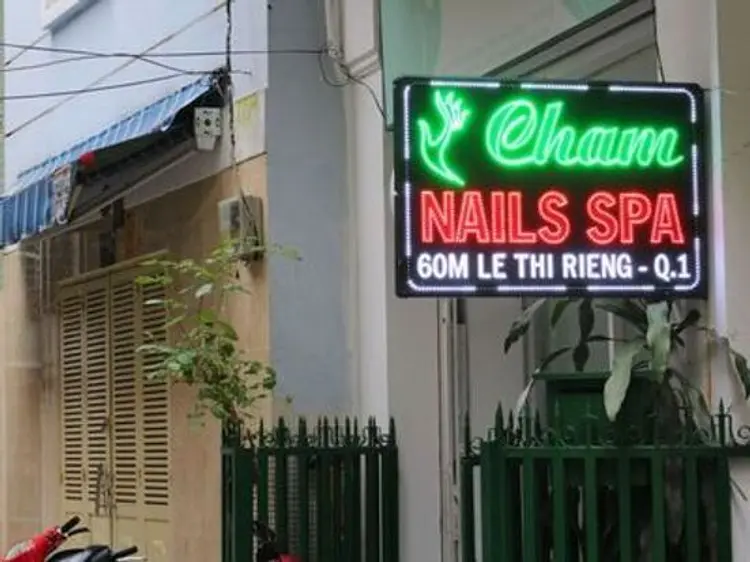 Cham
NAILS SPA
60M LE THI RIENG - Q.1